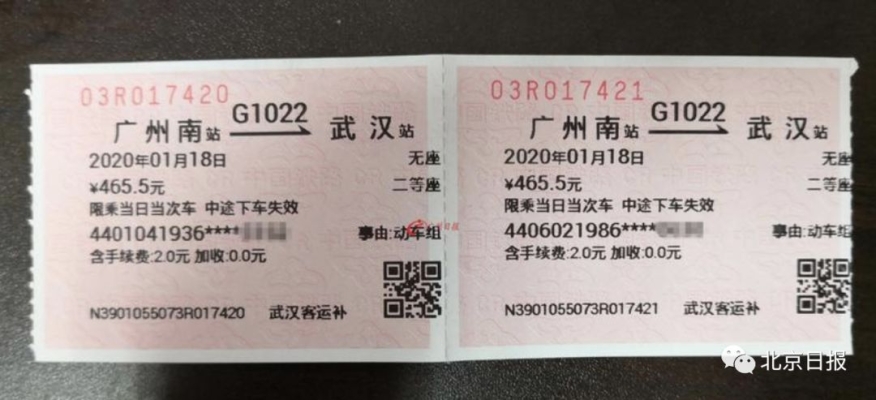 03R017420
广州南站 G1022 武汉站
2020年01月18日 无座
¥465.5元 二等座
限乘当日当次车 中途下车失效
4401041936**** 事由:动车组
含手续费:2.0元 加收:0.0元
N3901055073R017420 武汉客运补
03R017421
广州南站 G1022 武汉站
2020年01月18日 无座
¥465.5元 二等座
限乘当日当次车 中途下车失效
4406021986**** 事由:动车组
含手续费:2.0元 加收:0.0元
N3901055073R017421 武汉客运补
北京日报